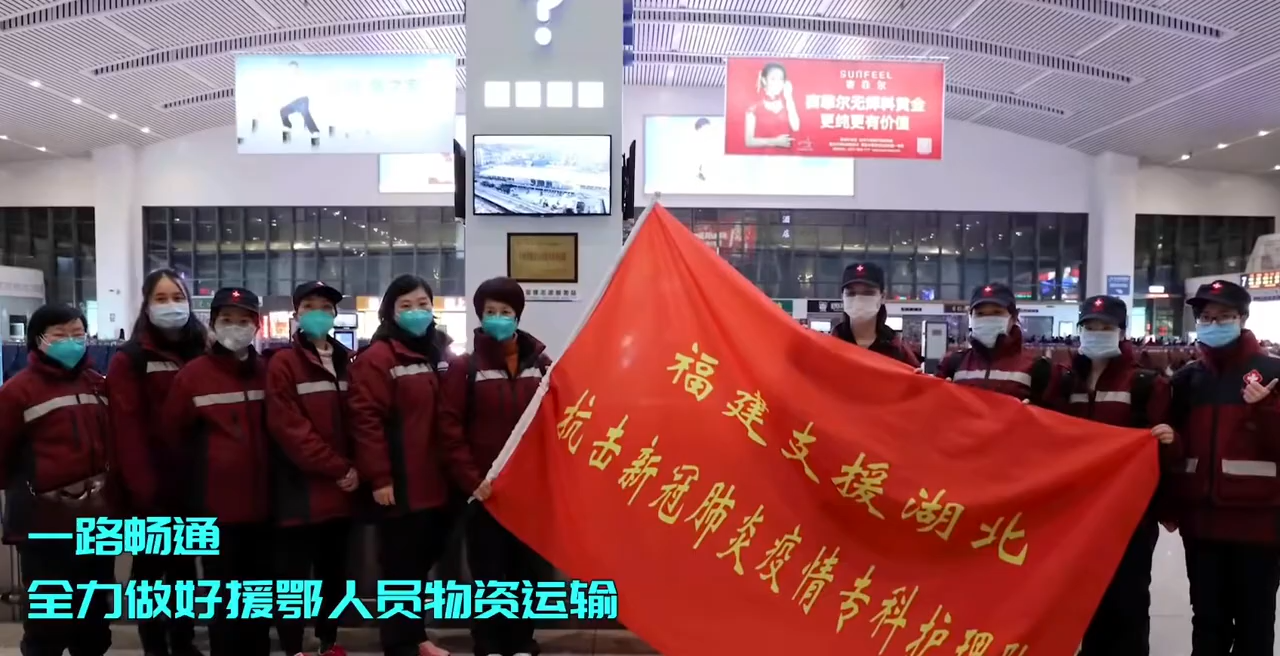 ?
SUNFEEL
赛菲尔
赛菲尔无焊料黄金
更纯更有价值
福建支援湖北
抗击新冠肺炎疫情专科护理队
一路畅通
全力做好援鄂人员物资运输